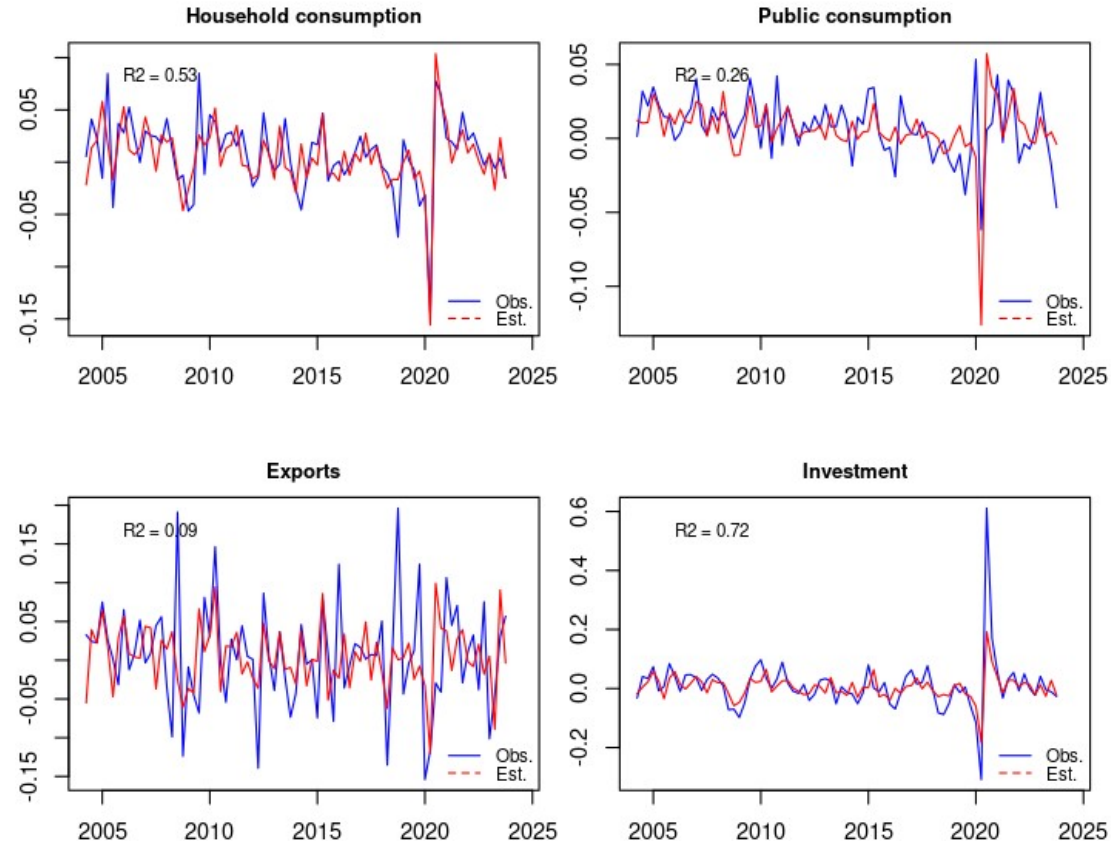 Household consumption
R2 = 0.53
0.05
-0.05
-0.15
Obs.
Est.
2005 2010 2015 2020 2025
Public consumption
R2 = 0.26
0.05
0.00
-0.05
-0.10
Obs.
Est.
2005 2010 2015 2020 2025
Exports
R2 = 0.09
0.15
0.05
-0.05
-0.15
Obs.
Est.
2005 2010 2015 2020 2025
Investment
R2 = 0.72
0.6
0.4
0.2
0.0
-0.2
Obs.
Est.
2005 2010 2015 2020 2025